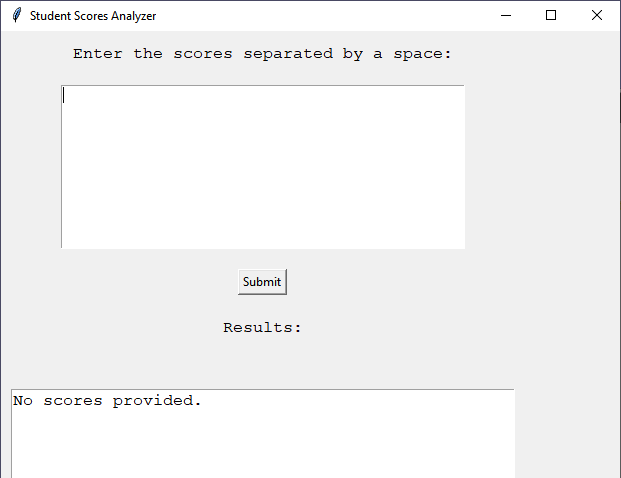 Student Scores Analyzer
Enter the scores separated by a space:
Submit
Results:
No scores provided.